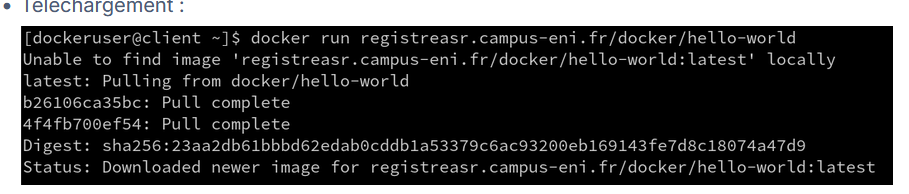 • Téléchargement :
[dockeruser@client ~]$ docker run registreasr.campus-eni.fr/docker/hello-world
Unable to find image 'registreasr.campus-eni.fr/docker/hello-world:latest' locally
latest: Pulling from docker/hello-world
b26106ca35bc: Pull complete
4f4fb700ef54: Pull complete
Digest: sha256:23aa2db61bbbd62edab0cddb1a53379c6ac93200eb169143fe7d8c18074a47d9
Status: Downloaded newer image for registreasr.campus-eni.fr/docker/hello-world:latest